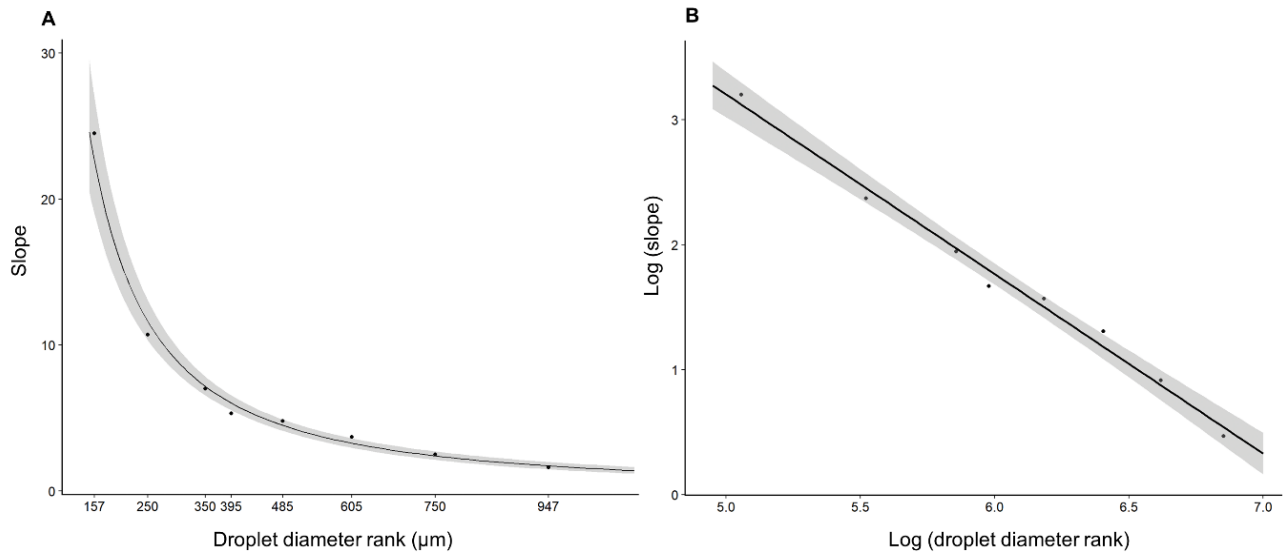 A
30
20
10
0
Slope
157 250 350 395 485 605 750 947
Droplet diameter rank (µm)
B
3
2
1
0
Log (slope)
5.0 5.5 6.0 6.5 7.0
Log (droplet diameter rank)